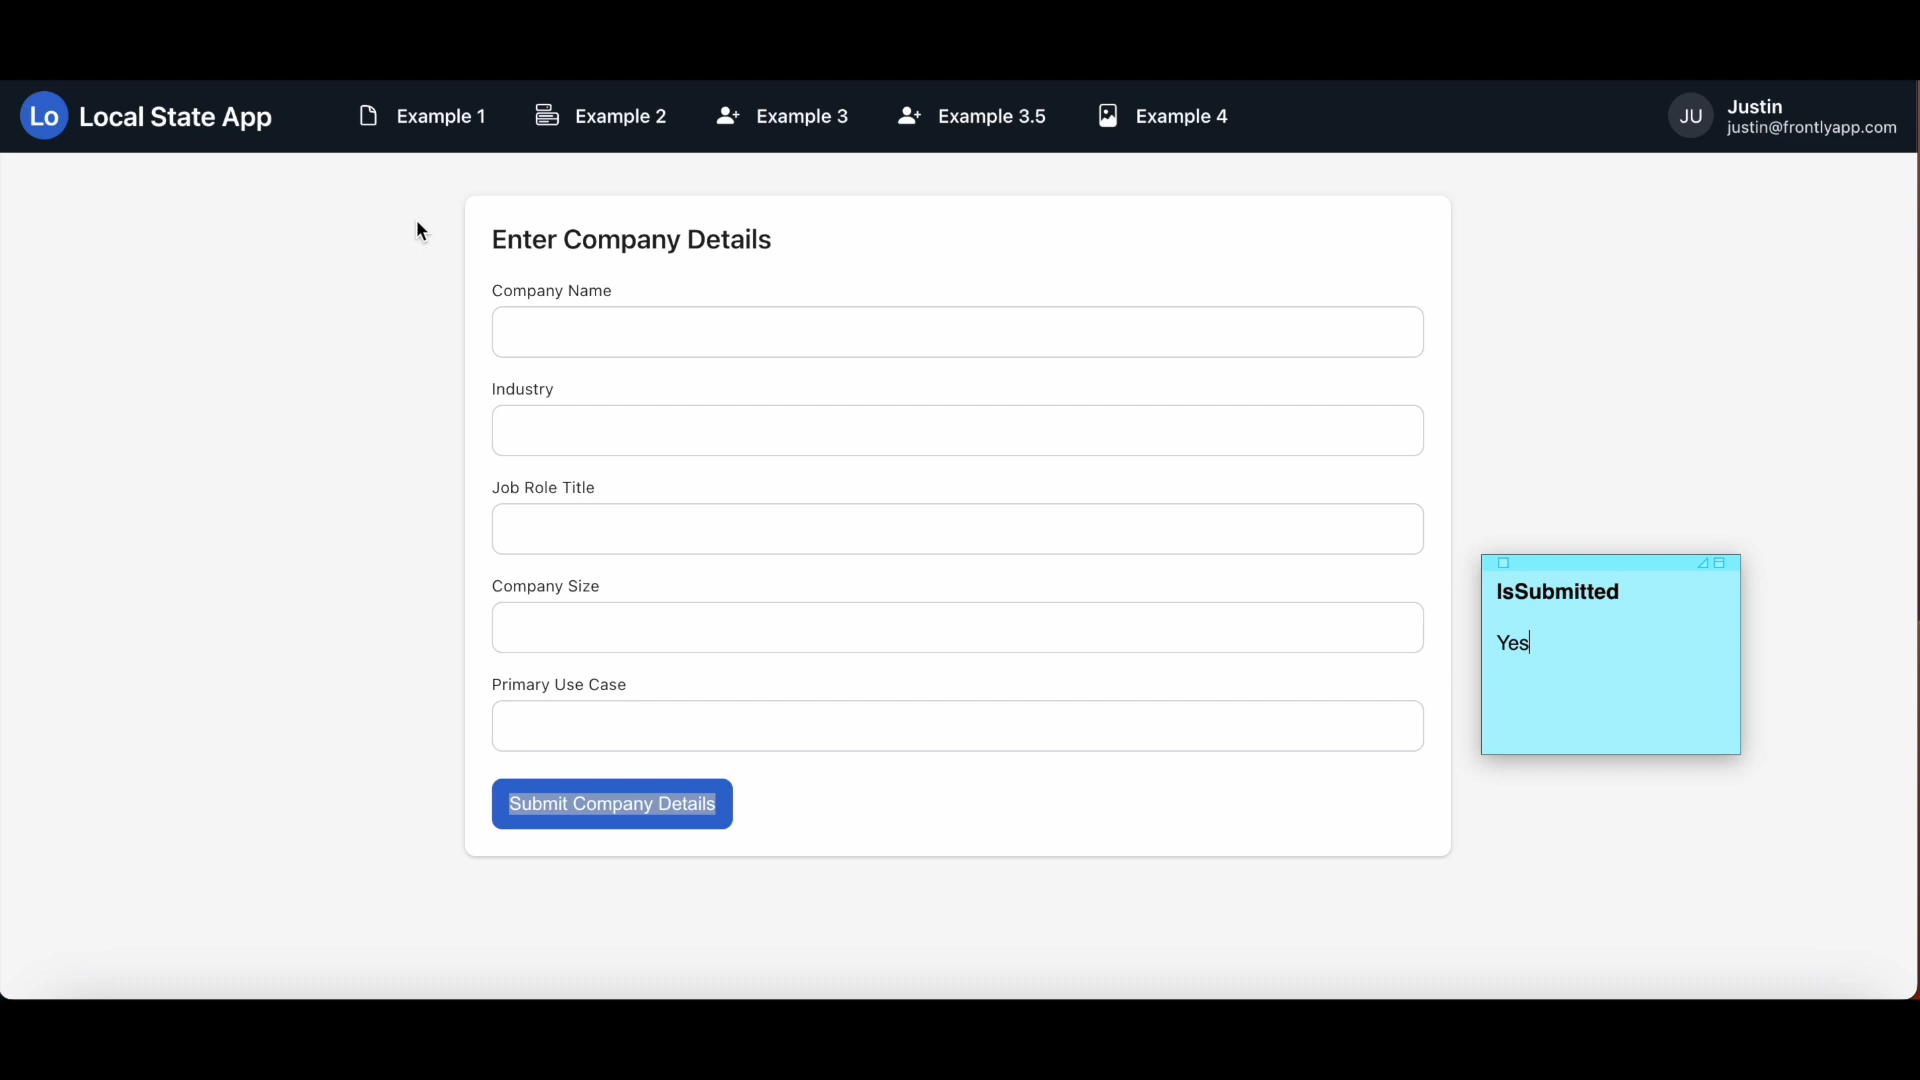 Lo Local State App
Example 1
Example 2
Example 3
Example 3.5
Example 4
JU
Justin
justin@frontlyapp.com
Enter Company Details
Company Name
Industry
Job Role Title
Company Size
Primary Use Case
Submit Company Details
IsSubmitted
Yes